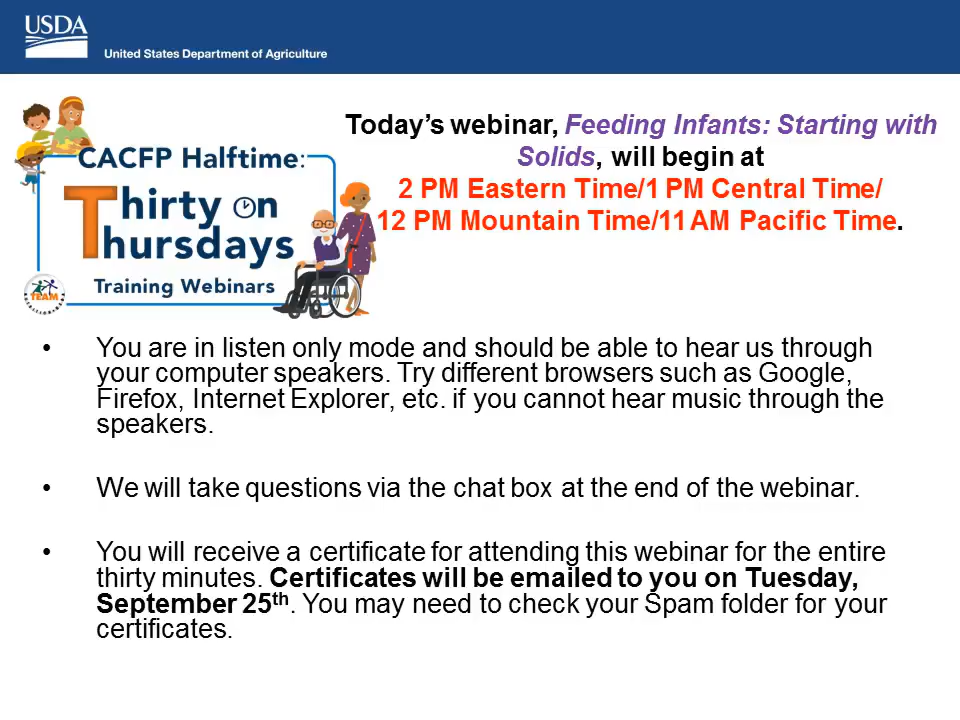 USDA
United States Department of Agriculture
CACFP Halftime:
Thirty on
Thursdays
Training Webinars
TEAM
Today's webinar, Feeding Infants: Starting with
Solids, will begin at
2 PM Eastern Time/1 PM Central Time/
12 PM Mountain Time/11 AM Pacific Time.
• You are in listen only mode and should be able to hear us through
your computer speakers. Try different browsers such as Google,
Firefox, Internet Explorer, etc. if you cannot hear music through the
speakers.
• We will take questions via the chat box at the end of the webinar.
• You will receive a certificate for attending this webinar for the entire
thirty minutes. Certificates will be emailed to you on Tuesday,
September 25th. You may need to check your Spam folder for your
certificates.